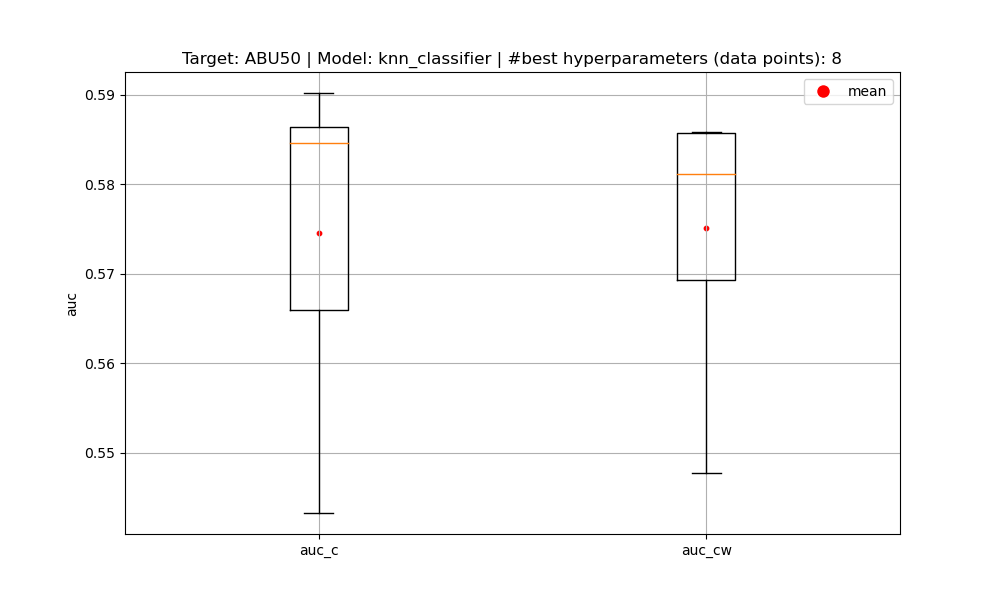 Target: ABU50 | Model: knn_classifier | #best hyperparameters (data points): 8
mean
0.59
0.58
0.57
0.56
0.55
auc
auc_c
auc_cw